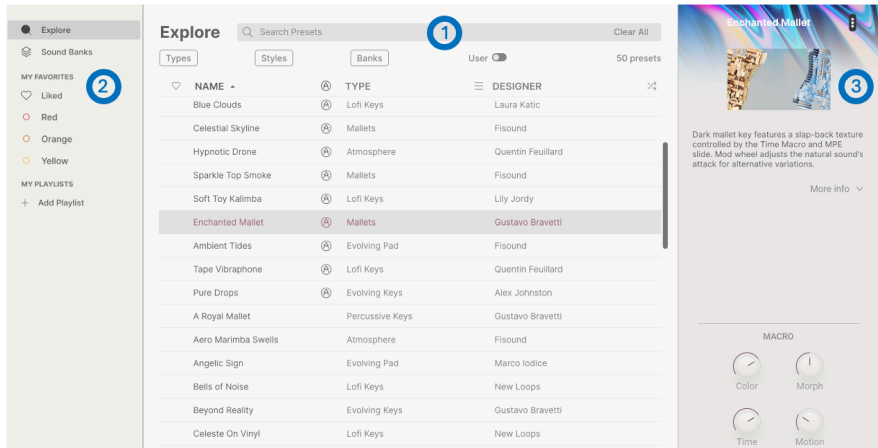 Explore
Sound Banks
MY FAVORITES
Liked
Red
Orange
Yellow
MY PLAYLISTS
Add Playlist
2
Explore
Search Presets
1
Clear All
Types
Styles
Banks
User
50 presets
NAME TYPE DESIGNER
Blue Clouds Lofi Keys Laura Katic
Celestial Skyline Mallets Fisound
Hypnotic Drone Atmosphere Quentin Feuillard
Sparkle Top Smoke Mallets Fisound
Soft Toy Kalimba Lofi Keys Lily Jordy
Enchanted Mallet Mallets Gustavo Bravetti
Ambient Tides Evolving Pad Fisound
Tape Vibraphone Lofi Keys Quentin Feuillard
Pure Drops Evolving Keys Alex Johnston
A Royal Mallet Percussive Keys Gustavo Bravetti
Aero Marimba Swells Atmosphere Fisound
Angelic Sign Evolving Pad Marco Iodice
Bells of Noise Lofi Keys New Loops
Beyond Reality Evolving Keys Gustavo Bravetti
Celeste On Vinyl Lofi Keys New Loops
Enchanted Mallet
3
Dark mallet key features a slap-back texture
controlled by the Time Macro and MPE
slide. Mod wheel adjusts the natural sound's
attack for alternative variations.
More info
MACRO
Color Morph
Time Motion